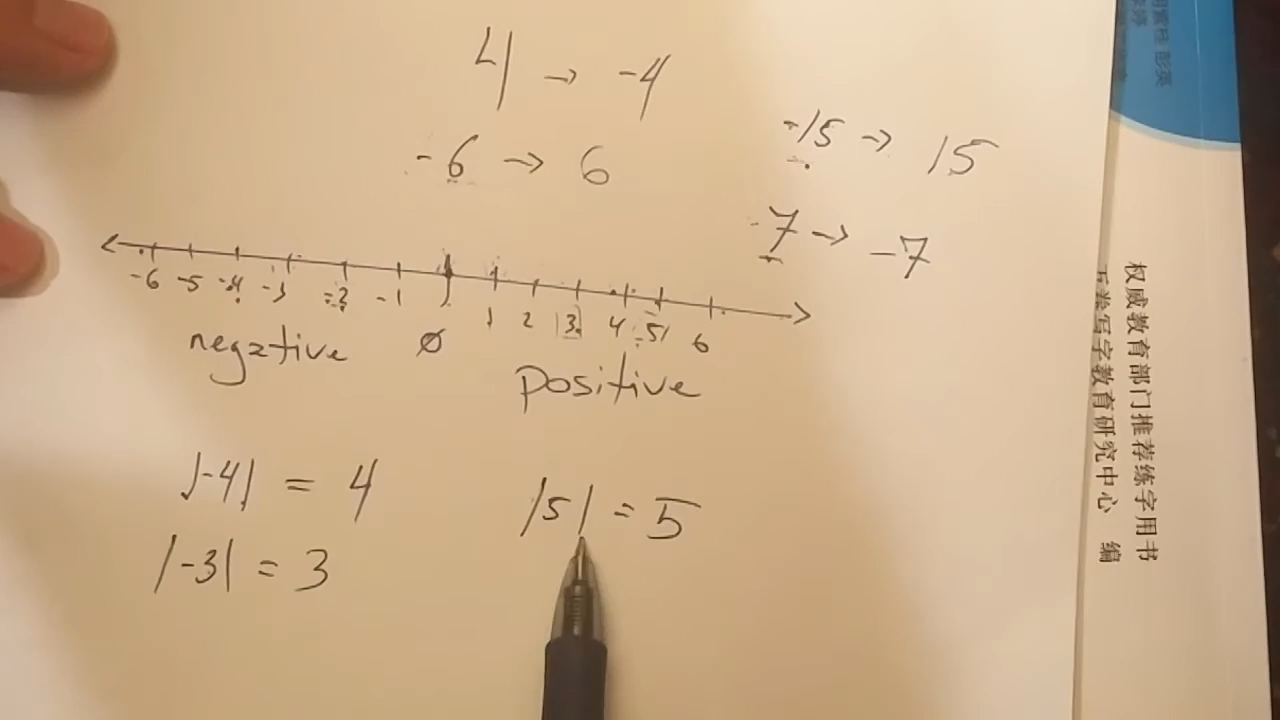 4 → -4
-6 → 6
-15 → 15
7 → -7
-6 -5 -4 -3 -2 -1 0 1 2 3 4 5 6
negative
positive
|-4| = 4
|5| = 5
|-3| = 3
权威教育部门推荐练字用书
写字教育研究中心 编